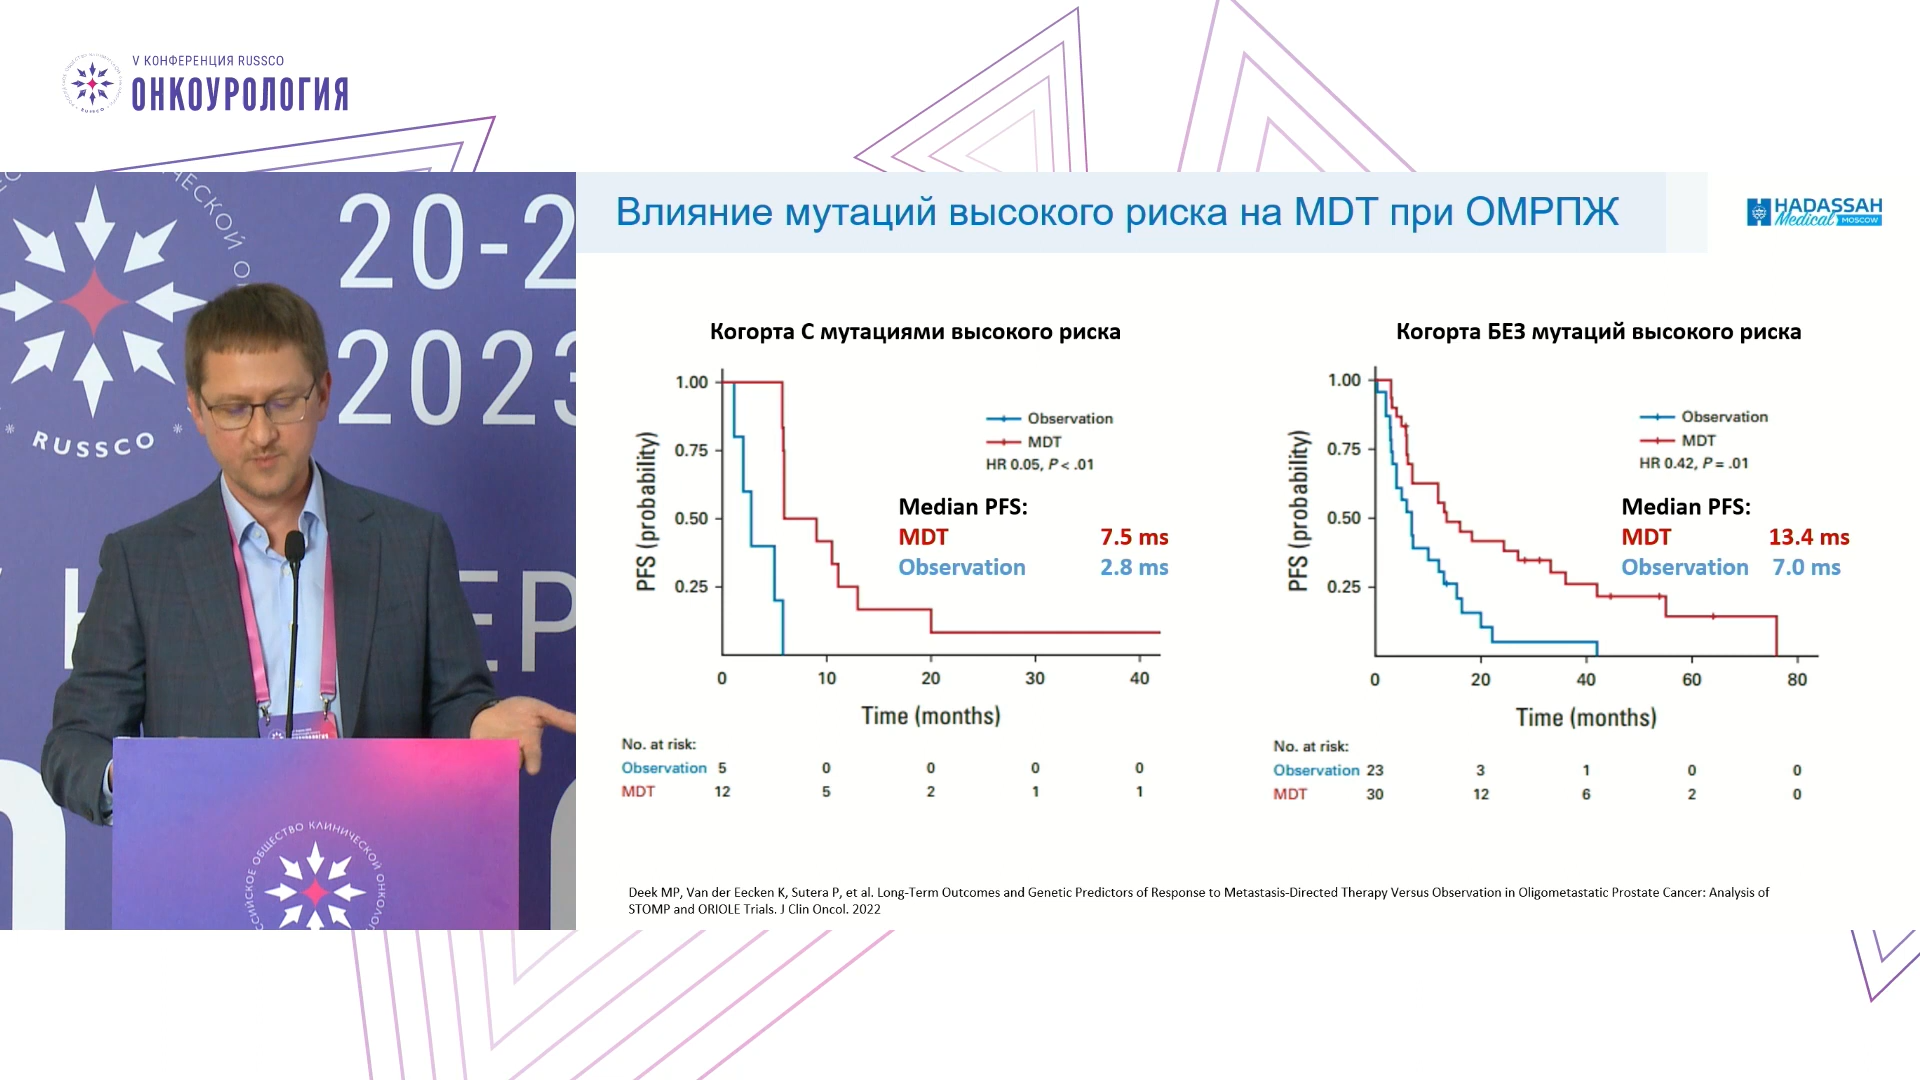 V КОНФЕРЕНЦИЯ RUSSCO
ОНКОУРОЛОГИЯ
20-2
2023
RUSSCO
Влияние мутаций высокого риска на MDT при ОМРПЖ
HADASSAH
Medical MOSCOW
Когорта С мутациями высокого риска
1.00
0.75
0.50
0.25
PFS (probability)
Observation
MDT
HR 0.05, P < .01
Median PFS:
MDT 7.5 ms
Observation 2.8 ms
0 10 20 30 40
Time (months)
No. at risk:
Observation 5 0 0 0 0
MDT 12 5 2 1 1
Когорта БЕЗ мутаций высокого риска
1.00
0.75
0.50
0.25
PFS (probability)
Observation
MDT
HR 0.42, P = .01
Median PFS:
MDT 13.4 ms
Observation 7.0 ms
0 20 40 60 80
Time (months)
No. at risk:
Observation 23 3 1 0 0
MDT 30 12 6 2 0
Deek MP, Van der Eecken K, Sutera P, et al. Long-Term Outcomes and Genetic Predictors of Response to Metastasis-Directed Therapy Versus Observation in Oligometastatic Prostate Cancer: Analysis of
STOMP and ORIOLE Trials. J Clin Oncol. 2022
ОБЩЕСТВО КЛИНИЧЕСКОЙ